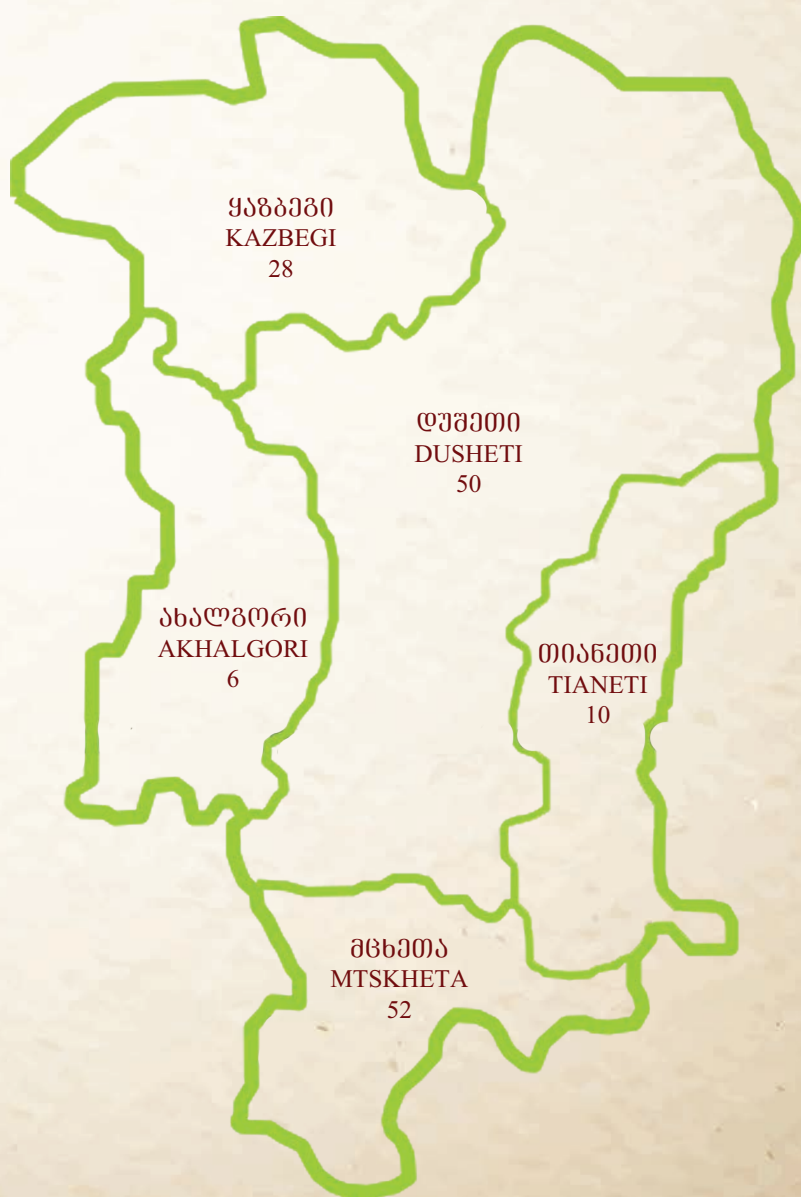 ყაზბეგი
KAZBEGI
28
დუშეთი
DUSHETI
50
ახალგორი
AKHALGORI
6
თიანეთი
TIANETI
10
მცხეთა
MTSKHETA
52